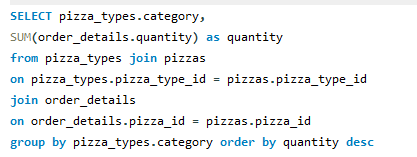 SELECT pizza_types.category,
SUM(order_details.quantity) as quantity
from pizza_types join pizzas
on pizza_types.pizza_type_id = pizzas.pizza_type_id
join order_details
on order_details.pizza_id = pizzas.pizza_id
group by pizza_types.category order by quantity desc